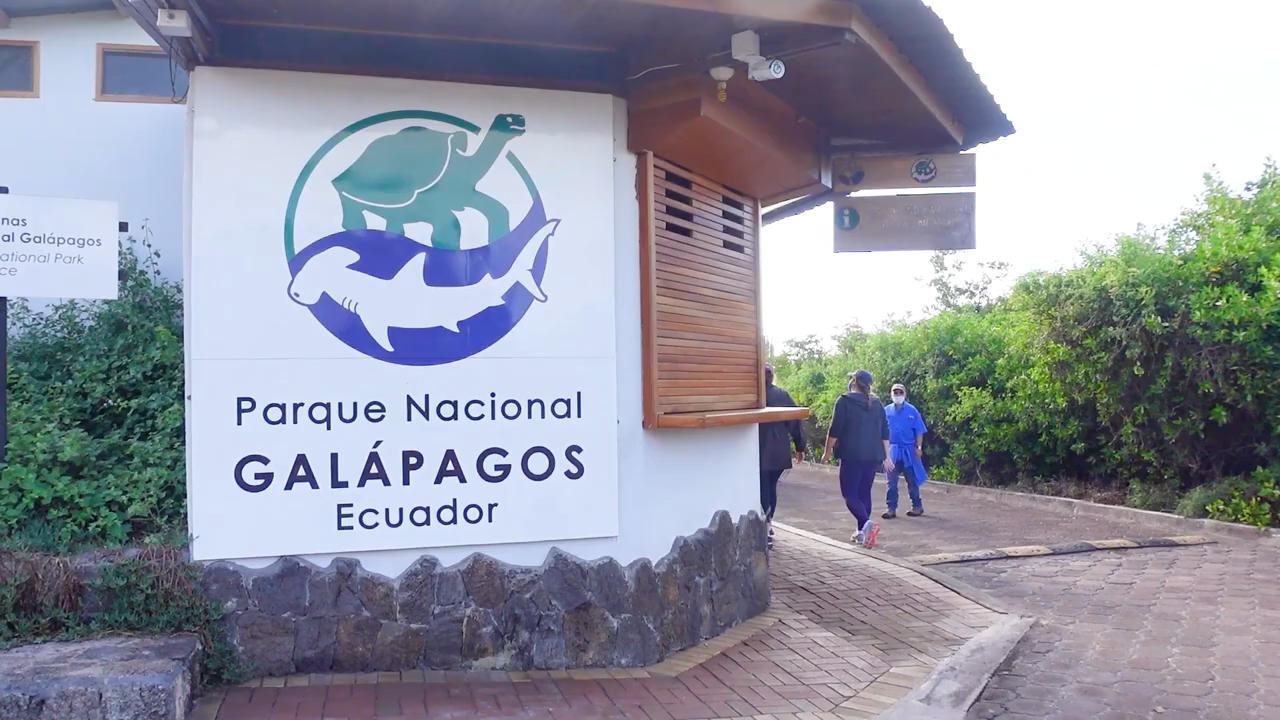 nas
al Galápagos
ational Park
ce
Parque Nacional
GALÁPAGOS
Ecuador
i